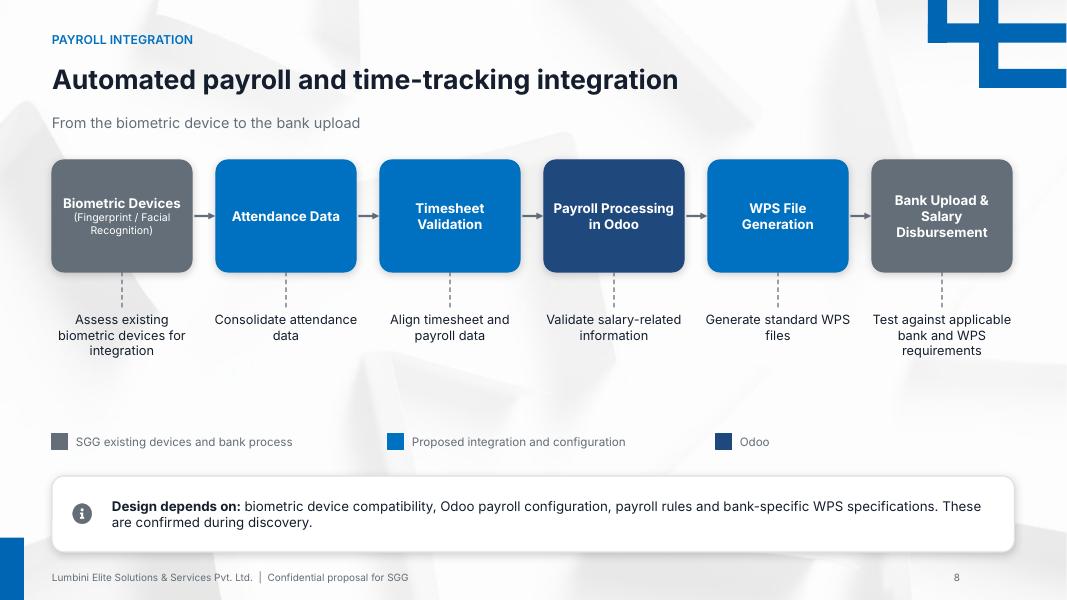 PAYROLL INTEGRATION
Automated payroll and time-tracking integration
From the biometric device to the bank upload
Biometric Devices
(Fingerprint / Facial
Recognition)
Attendance Data
Timesheet
Validation
Payroll Processing
in Odoo
WPS File
Generation
Bank Upload &
Salary
Disbursement
Assess existing
biometric devices for
integration
Consolidate attendance
data
Align timesheet and
payroll data
Validate salary-related
information
Generate standard WPS
files
Test against applicable
bank and WPS
requirements
SGG existing devices and bank process
Proposed integration and configuration
Odoo
Design depends on: biometric device compatibility, Odoo payroll configuration, payroll rules and bank-specific WPS specifications. These
are confirmed during discovery.
Lumbini Elite Solutions & Services Pvt. Ltd. | Confidential proposal for SGG
8